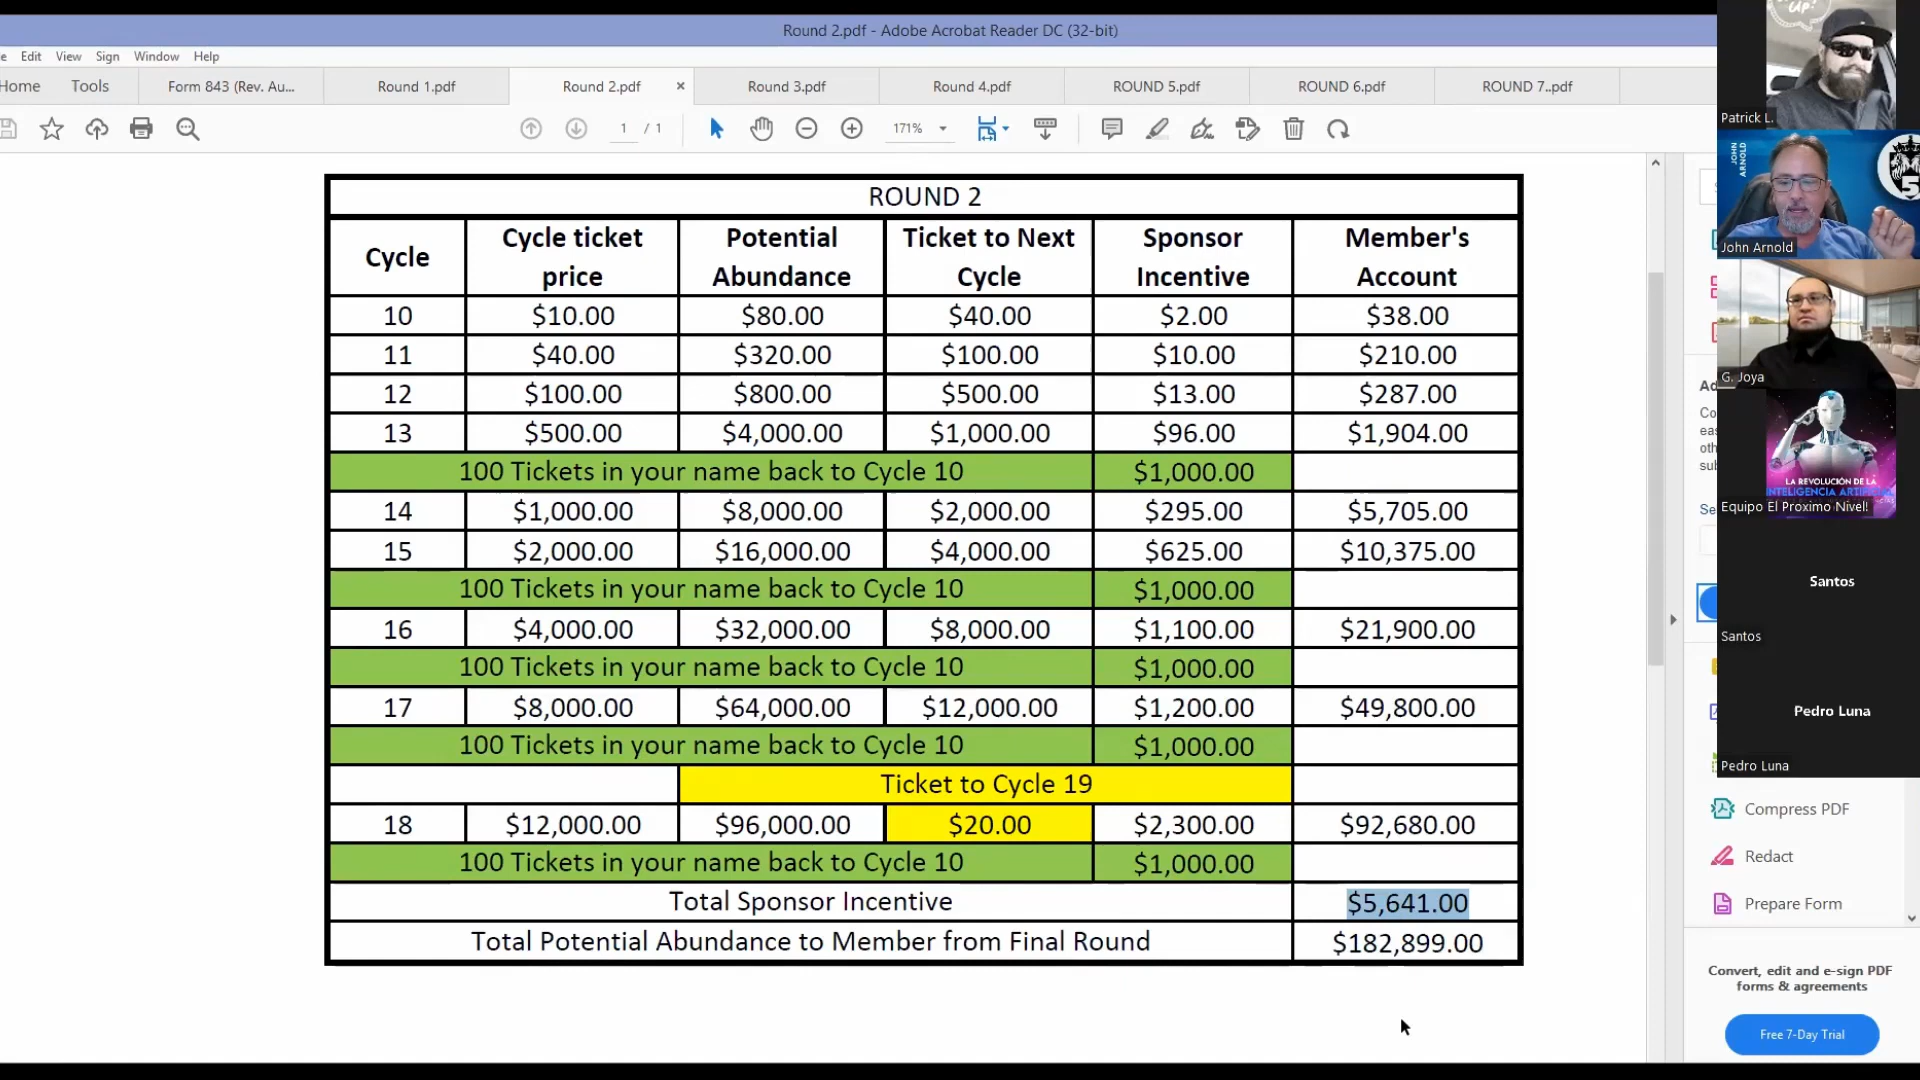 Round 2.pdf - Adobe Acrobat Reader DC (32-bit)
Edit View Sign Window Help
Home Tools Form 843 (Rev. Au... Round 1.pdf Round 2.pdf × Round 3.pdf Round 4.pdf ROUND 5.pdf ROUND 6.pdf ROUND 7..pdf
1 / 1 171%
ROUND 2
Cycle Cycle ticket price Potential Abundance Ticket to Next Cycle Sponsor Incentive Member's Account
10 $10.00 $80.00 $40.00 $2.00 $38.00
11 $40.00 $320.00 $100.00 $10.00 $210.00
12 $100.00 $800.00 $500.00 $13.00 $287.00
13 $500.00 $4,000.00 $1,000.00 $96.00 $1,904.00
100 Tickets in your name back to Cycle 10 $1,000.00
14 $1,000.00 $8,000.00 $2,000.00 $295.00 $5,705.00
15 $2,000.00 $16,000.00 $4,000.00 $625.00 $10,375.00
100 Tickets in your name back to Cycle 10 $1,000.00
16 $4,000.00 $32,000.00 $8,000.00 $1,100.00 $21,900.00
100 Tickets in your name back to Cycle 10 $1,000.00
17 $8,000.00 $64,000.00 $12,000.00 $1,200.00 $49,800.00
100 Tickets in your name back to Cycle 10 $1,000.00
Ticket to Cycle 19
18 $12,000.00 $96,000.00 $20.00 $2,300.00 $92,680.00
100 Tickets in your name back to Cycle 10 $1,000.00
Total Sponsor Incentive $5,641.00
Total Potential Abundance to Member from Final Round $182,899.00
UP!
Patrick L.
JOHN ARNOLD
5
John Arnold
G. Joya
LA REVOLUCIÓN DE LA
INTELIGENCIA ARTIFICIAL
Equipo El Proximo Nivel!
Santos
Santos
Pedro Luna
Pedro Luna
Compress PDF
Redact
Prepare Form
Convert, edit and e-sign PDF
forms & agreements
Free 7-Day Trial